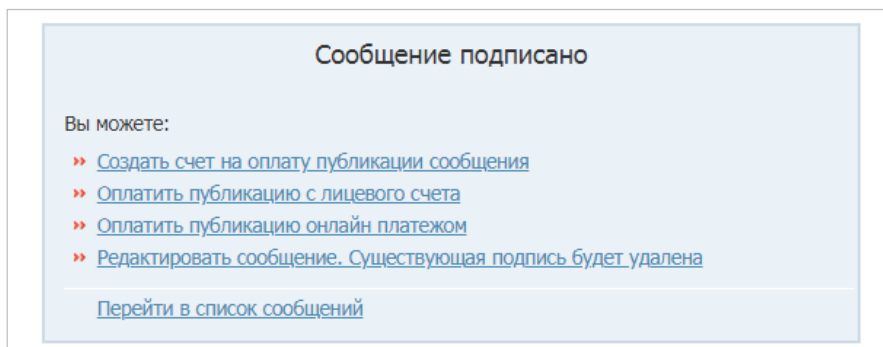 Сообщение подписано
Вы можете:
›› Создать счет на оплату публикации сообщения
›› Оплатить публикацию с лицевого счета
›› Оплатить публикацию онлайн платежом
›› Редактировать сообщение. Существующая подпись будет удалена
Перейти в список сообщений